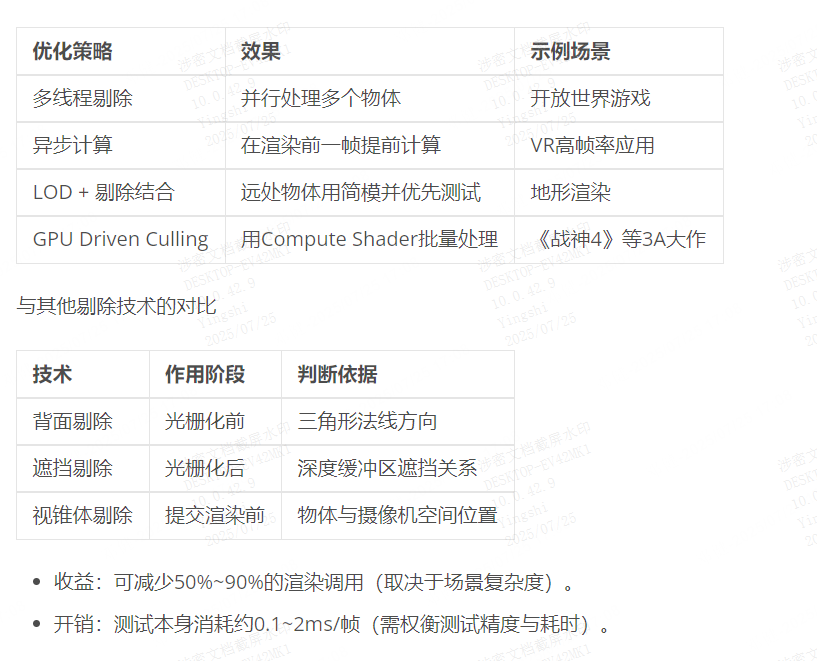 优化策略 效果 示例场景
多线程剔除 并行处理多个物体 开放世界游戏
异步计算 在渲染前一帧提前计算 VR高帧率应用
LOD + 剔除结合 远处物体用简模并优先测试 地形渲染
GPU Driven Culling 用Compute Shader批量处理 《战神4》等3A大作
与其他剔除技术的对比
技术 作用阶段 判断依据
背面剔除 光栅化前 三角形法线方向
遮挡剔除 光栅化后 深度缓冲区遮挡关系
视锥体剔除 提交渲染前 物体与摄像机空间位置
收益：可减少50%~90%的渲染调用（取决于场景复杂度）。
开销：测试本身消耗约0.1~2ms/帧（需权衡测试精度与耗时）。